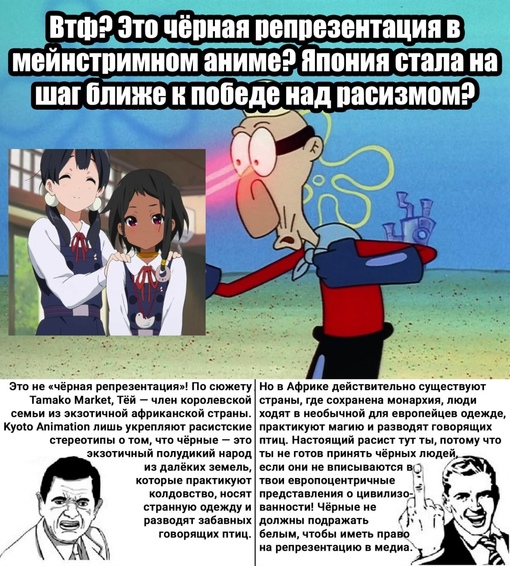 Втф? Это чёрная репрезентация в
мейнстримном аниме? Япония стала на
шаг ближе к победе над расизмом?
Это не «чёрная репрезентация»! По сюжету
Tamako Market, Тёй — член королевской
семьи из экзотичной африканской страны.
Kyoto Animation лишь укрепляют расистские
стереотипы о том, что чёрные — это
экзотичный полудикий народ
из далёких земель,
которые практикуют
колдовство, носят
странную одежду и
разводят забавных
говорящих птиц.
Но в Африке действительно существуют
страны, где сохранена монархия, люди
ходят в необычной для европейцев одежде,
практикуют магию и разводят говорящих
птиц. Настоящий расист тут ты, потому что
ты не готов принять чёрных людей,
если они не вписываются в
твои европоцентричные
представления о цивилизо-
ванности! Чёрные не
должны подражать
белым, чтобы иметь право
на репрезентацию в медиа.